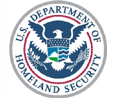 U.S. DEPARTMENT OF
HOMELAND SECURITY